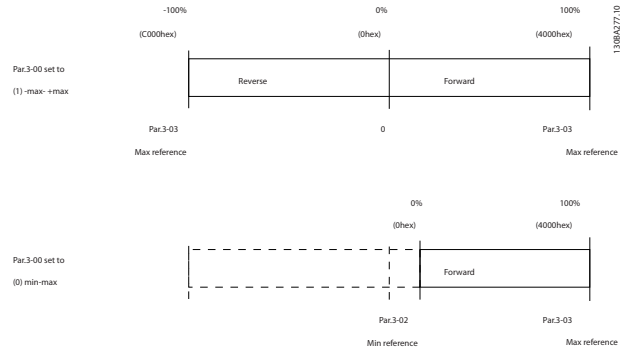 -100% 0% 100%
(C000hex) (0hex) (4000hex)
130BA277.10
Par.3-00 set to
(1) -max- +max
Reverse Forward
Par.3-03 0 Par.3-03
Max reference Max reference
0% 100%
(0hex) (4000hex)
Par.3-00 set to
(0) min-max
Forward
Par.3-02 Par.3-03
Min reference Max reference